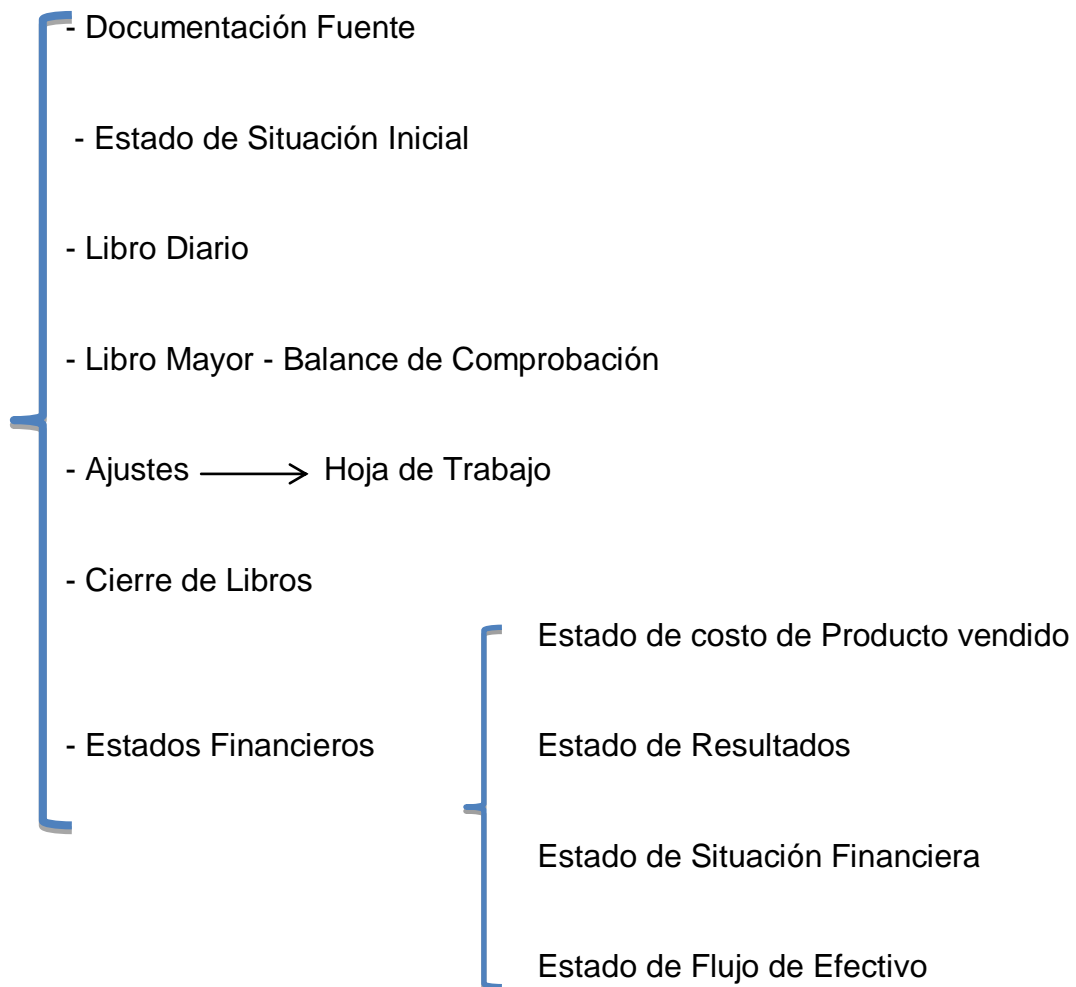 - Documentación Fuente
- Estado de Situación Inicial
- Libro Diario
- Libro Mayor - Balance de Comprobación
- Ajustes Hoja de Trabajo
- Cierre de Libros
- Estados Financieros
Estado de costo de Producto vendido
Estado de Resultados
Estado de Situación Financiera
Estado de Flujo de Efectivo